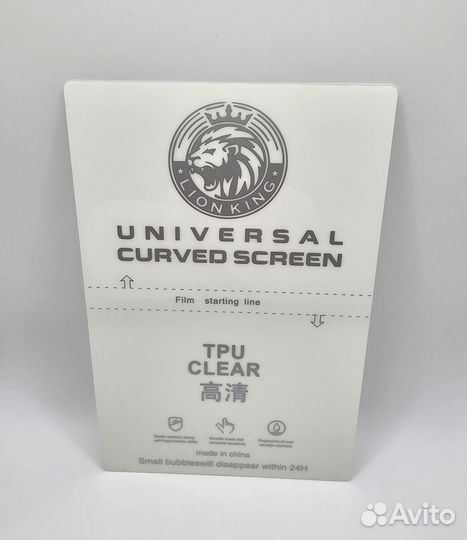 LION KING
UNIVERSAL
CURVED SCREEN
Film starting line
TPU
CLEAR
高清
made in china
Small bubbleswill disappear within 24H
Avito